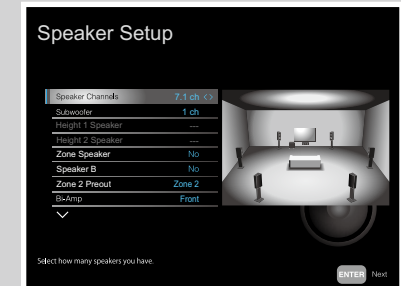 Speaker Setup
Speaker Channels 7.1 ch <>
Subwoofer 1 ch
Height 1 Speaker ---
Height 2 Speaker ---
Zone Speaker No
Speaker B No
Zone 2 Preout Zone 2
Bi-Amp Front
Select how many speakers you have.
ENTER Next